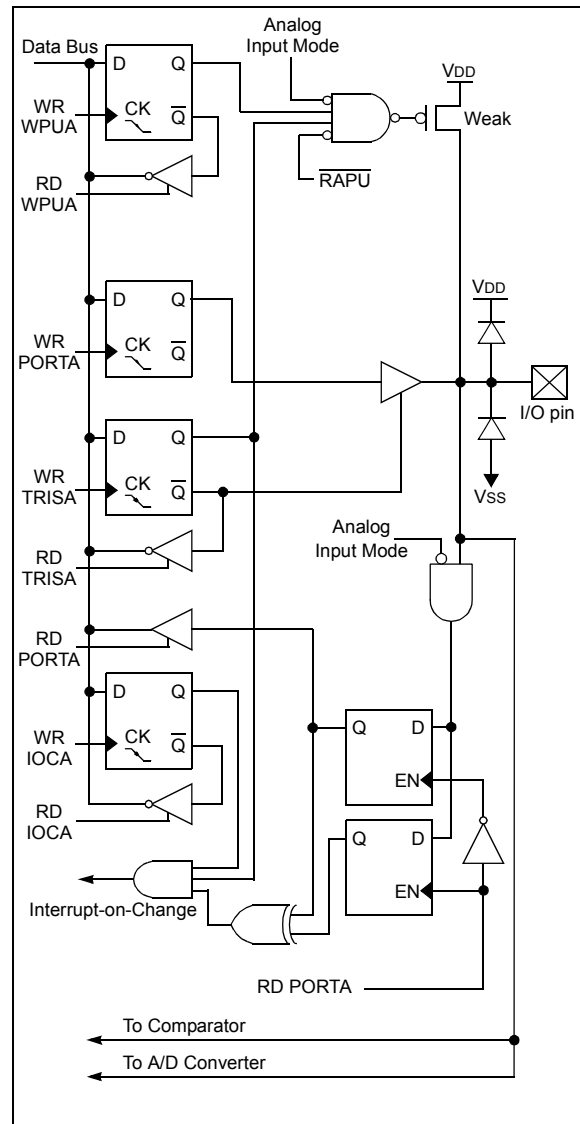 Analog
Input Mode
Data Bus
D
Q
VDD
WR
WPUA
CK
Q̅
Weak
RD
WPUA
R̅A̅P̅U̅
D
Q
VDD
WR
PORTA
CK
Q̅
I/O pin
D
Q
WR
TRISA
CK
Q̅
VSS
Analog
Input Mode
RD
TRISA
RD
PORTA
D
Q
Q
D
WR
IOCA
CK
Q̅
EN
RD
IOCA
Q
D
Interrupt-on-Change
EN
RD PORTA
To Comparator
To A/D Converter